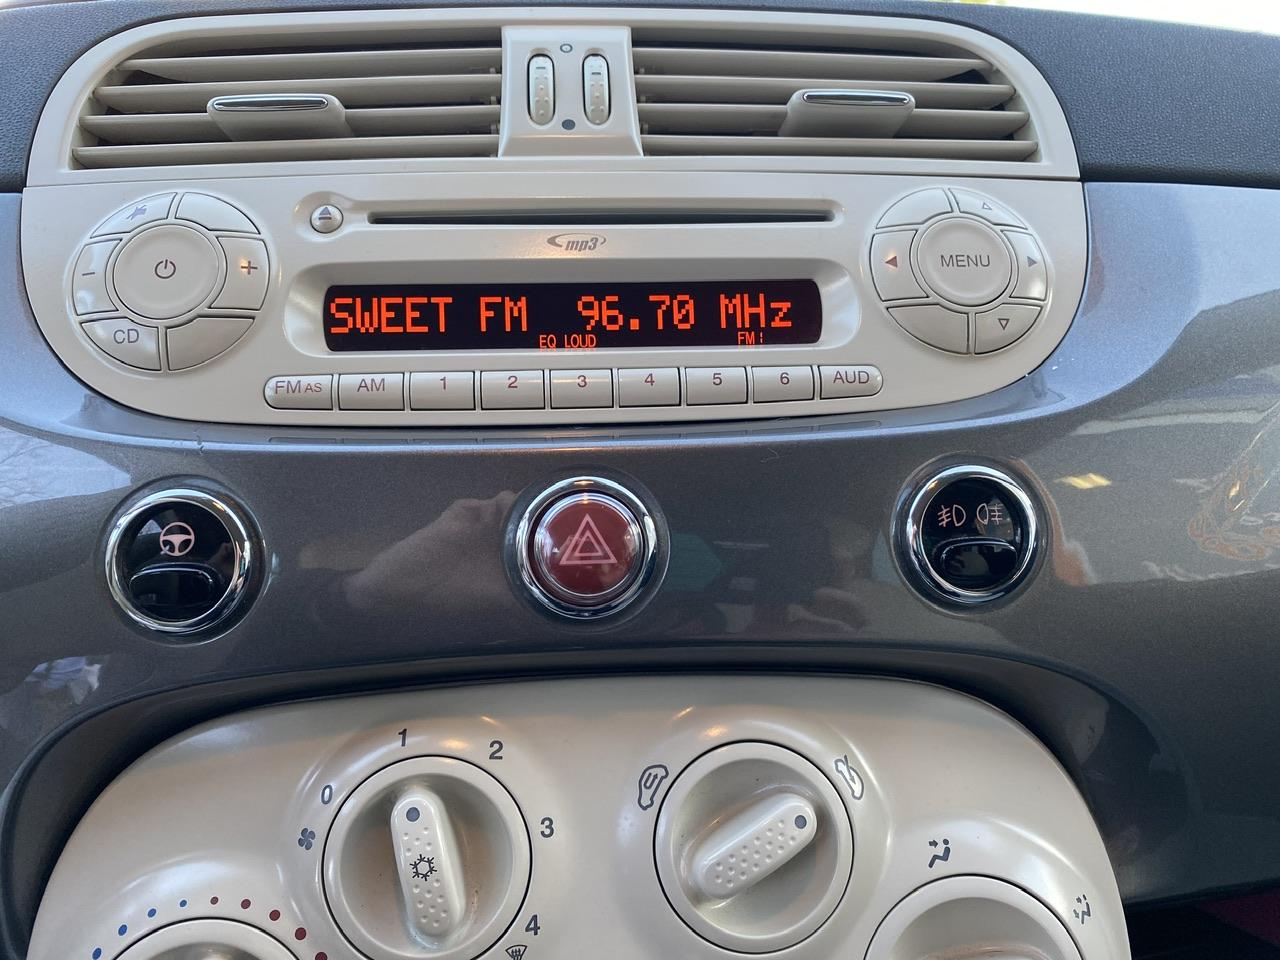 mp3
CD
MENU
SWEET FM 96.70 MHz
EQ LOUD FM1
FM AS AM 1 2 3 4 5 6 AUD
0 1 2 3 4